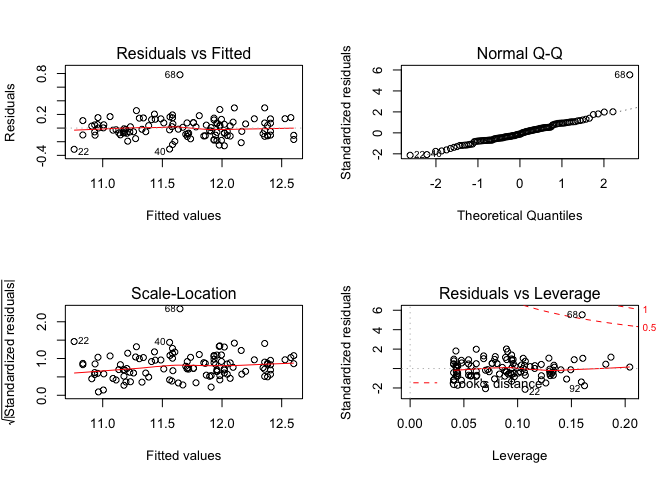 Residuals vs Fitted
Residuals
0.8
0.2
-0.4
68
22
40
11.0 11.5 12.0 12.5
Fitted values
Normal Q-Q
Standardized residuals
6
4
2
0
-2
68
22
-2 -1 0 1 2
Theoretical Quantiles
Scale-Location
√|Standardized residuals|
2.0
1.0
0.0
68
22
40
11.0 11.5 12.0 12.5
Fitted values
Residuals vs Leverage
Standardized residuals
6
4
2
-2
68
1
0.5
Cook's distance
22
92
0.00 0.05 0.10 0.15 0.20
Leverage